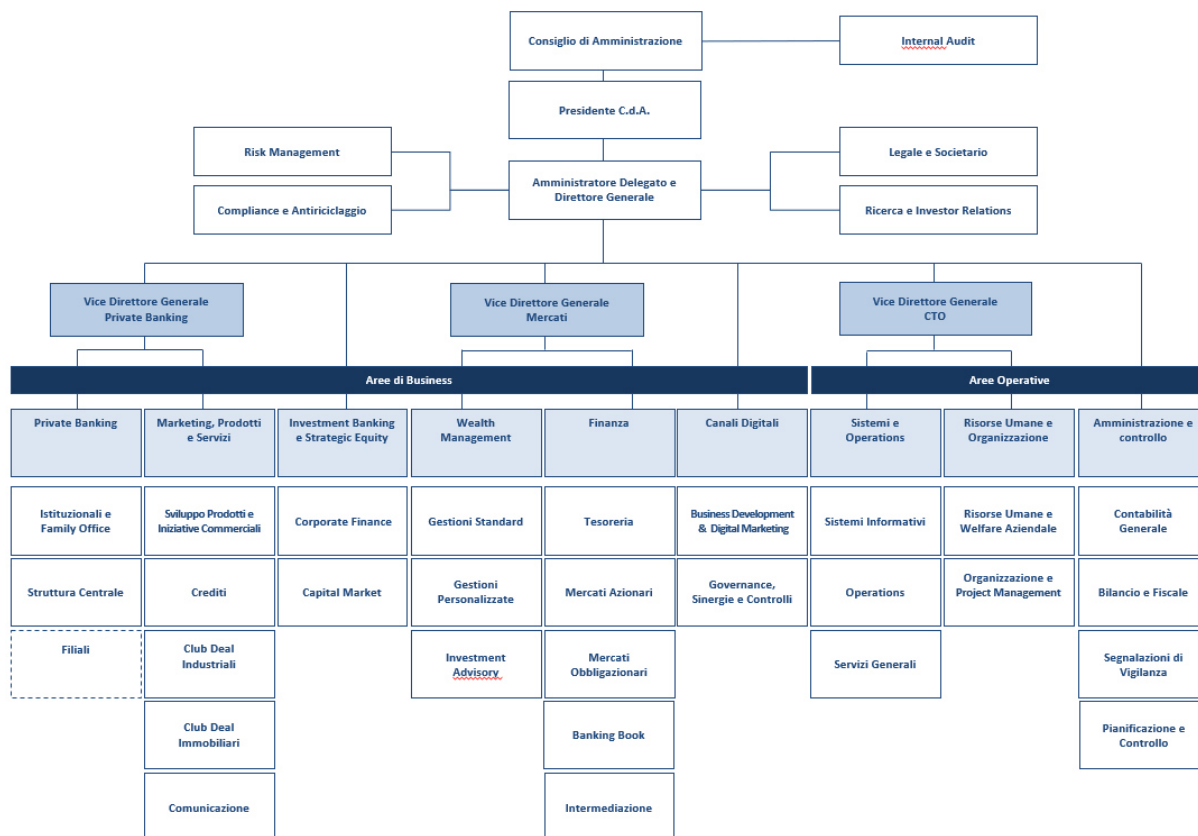 Consiglio di Amministrazione
Internal Audit
Presidente C.d.A.
Risk Management
Legale e Societario
Amministratore Delegato e
Direttore Generale
Compliance e Antiriciclaggio
Ricerca e Investor Relations
Vice Direttore Generale
Private Banking
Vice Direttore Generale
Mercati
Vice Direttore Generale
CTO
Aree di Business
Aree Operative
Private Banking
Marketing, Prodotti
e Servizi
Investment Banking
e Strategic Equity
Wealth
Management
Finanza
Canali Digitali
Sistemi e
Operations
Risorse Umane e
Organizzazione
Amministrazione e
controllo
Istituzionali e
Family Office
Sviluppo Prodotti e
Iniziative Commerciali
Corporate Finance
Gestioni Standard
Tesoreria
Business Development
& Digital Marketing
Sistemi Informativi
Risorse Umane e
Welfare Aziendale
Contabilità
Generale
Struttura Centrale
Crediti
Capital Market
Gestioni
Personalizzate
Mercati Azionari
Governance,
Sinergie e Controlli
Operations
Organizzazione e
Project Management
Bilancio e Fiscale
Filiali
Club Deal
Industriali
Investment
Advisory
Mercati
Obbligazionari
Servizi Generali
Segnalazioni di
Vigilanza
Club Deal
Immobiliari
Banking Book
Pianificazione e
Controllo
Comunicazione
Intermediazione